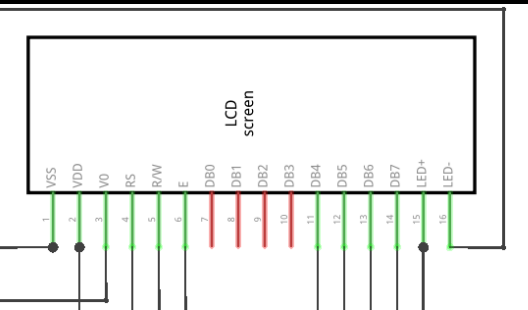 LCD
screen
VSS
VDD
V0
RS
R/W
E
DB0
DB1
DB2
DB3
DB4
DB5
DB6
DB7
LED+
LED-
1
2
3
4
5
6
7
8
9
10
11
12
13
14
15
16